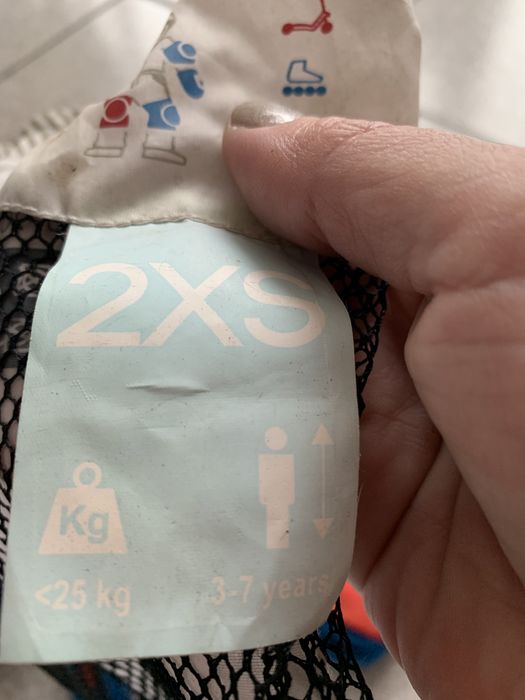 2XS
Kg
<25 kg
3-7 years